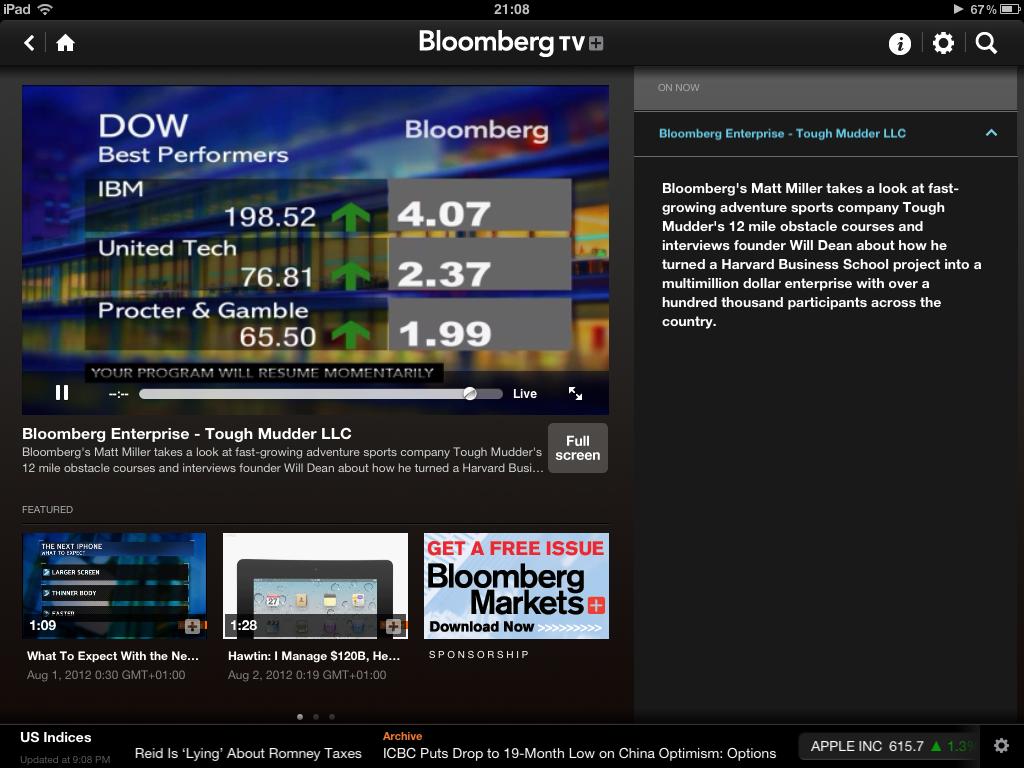 iPad
21:08
67%
Bloomberg TV+
DOW
Best Performers
Bloomberg
IBM
198.52
4.07
United Tech
76.81
2.37
Procter & Gamble
65.50
1.99
YOUR PROGRAM WILL RESUME MOMENTARILY
--:--
Live
Bloomberg Enterprise - Tough Mudder LLC
Bloomberg's Matt Miller takes a look at fast-growing adventure sports company Tough Mudder's
12 mile obstacle courses and interviews founder Will Dean about how he turned a Harvard Busi...
Full
screen
ON NOW
Bloomberg Enterprise - Tough Mudder LLC
Bloomberg's Matt Miller takes a look at fast-
growing adventure sports company Tough
Mudder's 12 mile obstacle courses and
interviews founder Will Dean about how he
turned a Harvard Business School project into a
multimillion dollar enterprise with over a
hundred thousand participants across the
country.
FEATURED
THE NEXT IPHONE
WHAT TO EXPECT
LARGER SCREEN
THINNER BODY
FASTER
1:09
What To Expect With the Ne...
Aug 1, 2012 0:30 GMT+01:00
27
1:28
Hawtin: I Manage $120B, He...
Aug 2, 2012 0:19 GMT+01:00
GET A FREE ISSUE
Bloomberg
Markets+
Download Now >>>>>>>>>
SPONSORSHIP
US Indices
Updated at 9:08 PM
Reid Is ‘Lying’ About Romney Taxes
Archive
ICBC Puts Drop to 19-Month Low on China Optimism: Options
APPLE INC 615.7 ▲ 1.3%